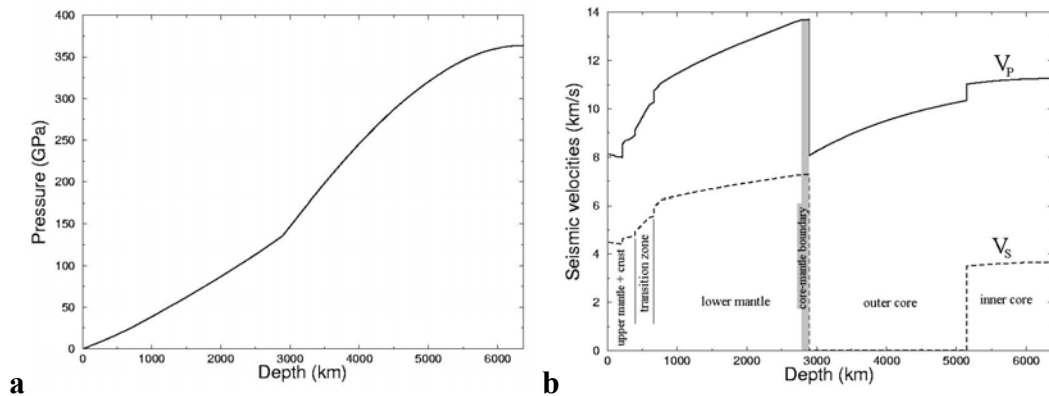 400
350
300
250
200
150
100
50
0
Pressure (GPa)
0 1000 2000 3000 4000 5000 6000
Depth (km)
a
14
12
10
8
6
4
2
0
Seismic velocities (km/s)
V_P
V_S
upper mantle + crust
transition zone
lower mantle
core-mantle boundary
outer core
inner core
0 1000 2000 3000 4000 5000 6000
Depth (km)
b